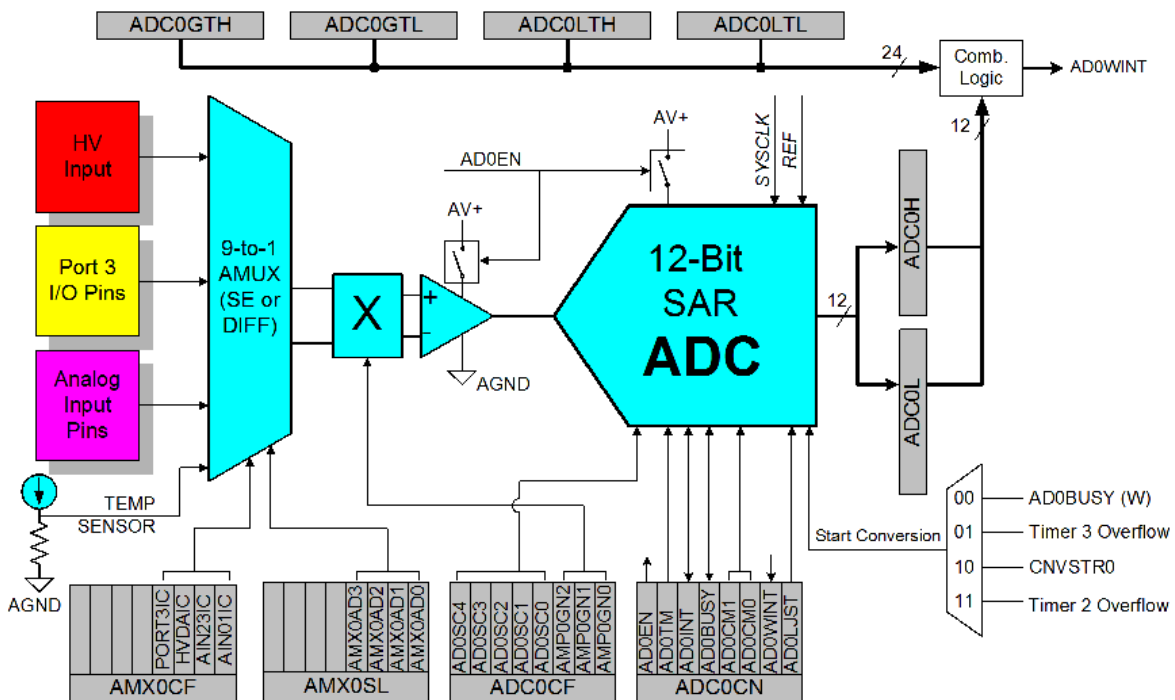 ADC0GTH
ADC0GTL
ADC0LTH
ADC0LTL
24
Comb.
Logic
AD0WINT
12
HV
Input
Port 3
I/O Pins
Analog
Input
Pins
9-to-1
AMUX
(SE or
DIFF)
X
AV+
+
-
AGND
AD0EN
AV+
SYSCLK
REF
12-Bit
SAR
ADC
12
ADC0H
ADC0L
TEMP
SENSOR
AGND
Start Conversion
00
AD0BUSY (W)
01
Timer 3 Overflow
10
CNVSTR0
11
Timer 2 Overflow
PORT3IC
HVDAIC
AIN23IC
AIN01IC
AMX0CF
AMX0AD3
AMX0AD2
AMX0AD1
AMX0AD0
AMX0SL
AD0SC4
AD0SC3
AD0SC2
AD0SC1
AD0SC0
AMP0GN2
AMP0GN1
AMP0GN0
ADC0CF
AD0EN
AD0TM
AD0INT
AD0BUSY
AD0CM1
AD0CM0
AD0WINT
AD0LJST
ADC0CN